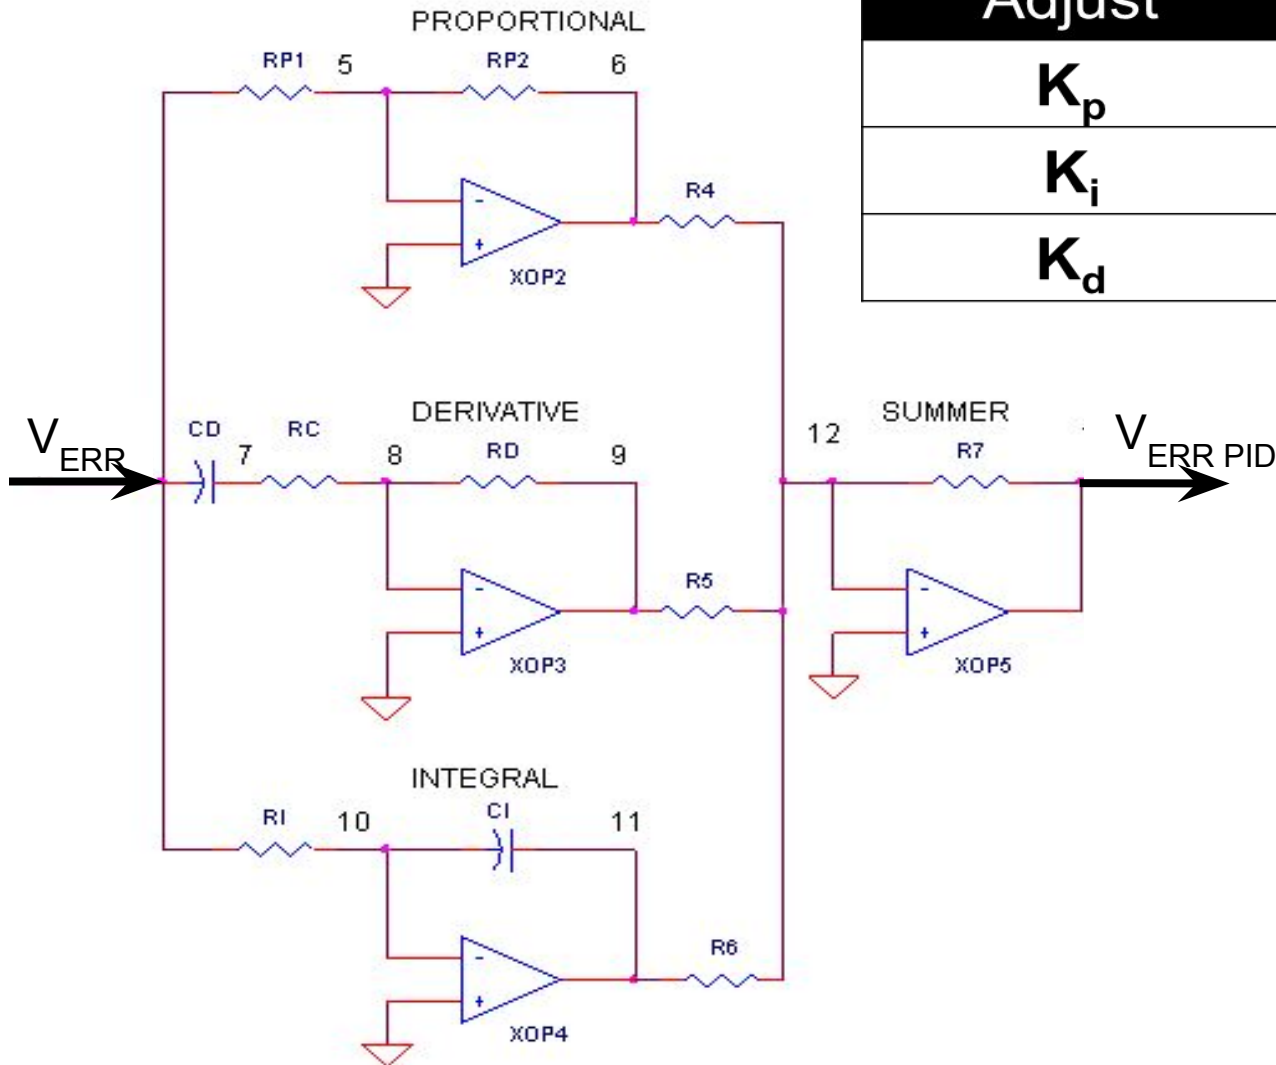 PROPORTIONAL
Adjust
RP1 5 RP2 6
Kp
Ki
R4
-
+
XOP2
Kd
DERIVATIVE
SUMMER
VERR
CD 7 RC 8 RD 9
12
R7
VERR PID
R5
-
+
XOP3
-
+
XOP5
INTEGRAL
RI 10 CI 11
R6
-
+
XOP4